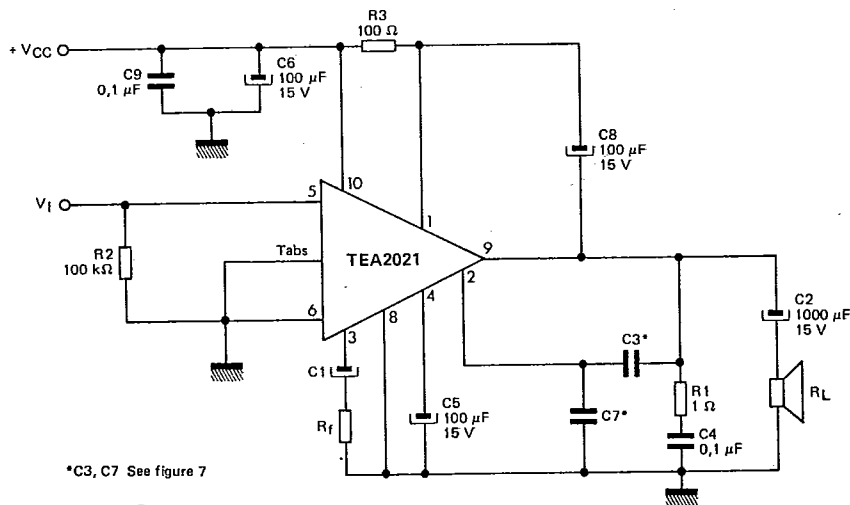 R3
100 Ω
+ VCC
C9
0,1 μF
C6
100 μF
15 V
C8
100 μF
15 V
10
5
1
VI
R2
100 kΩ
Tabs
TEA2021
9
2
6
4
3
8
C2
1000 μF
15 V
C3*
C1
C5
100 μF
15 V
C7*
R1
1 Ω
RL
Rf
C4
0,1 μF
*C3, C7 See figure 7